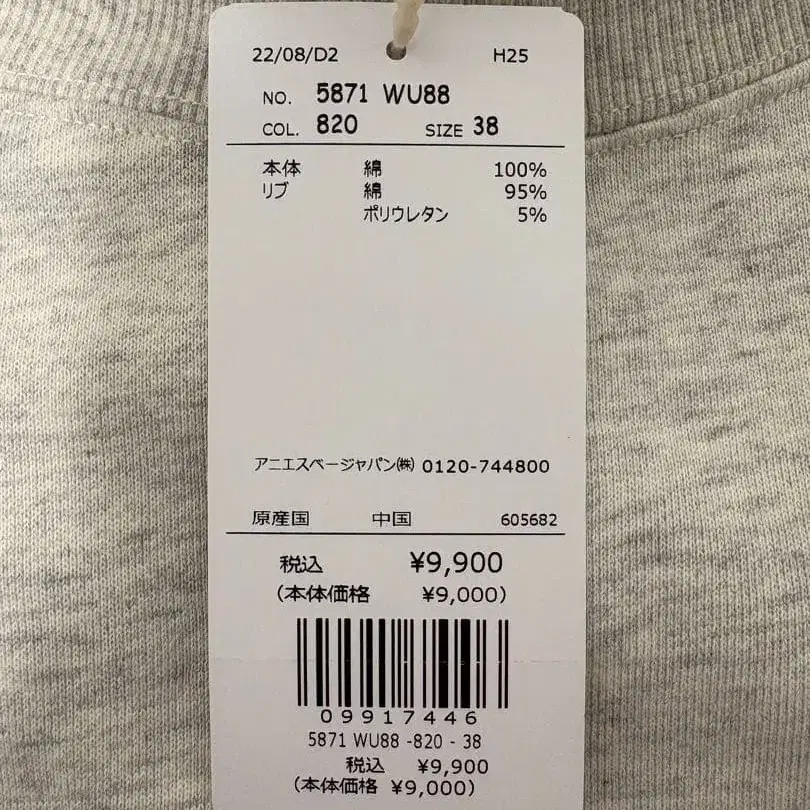 22/08/D2 H25
NO. 5871 WU88
COL. 820 SIZE 38
本体 綿 100%
リブ 綿 95%
ポリウレタン 5%
アニエスベージャパン㈱ 0120-744800
原産国 中国 605682
税込 ¥9,900
(本体価格 ¥9,000)
09917446
5871 WU88 -820 - 38
税込 ¥9,900
(本体価格 ¥9,000)